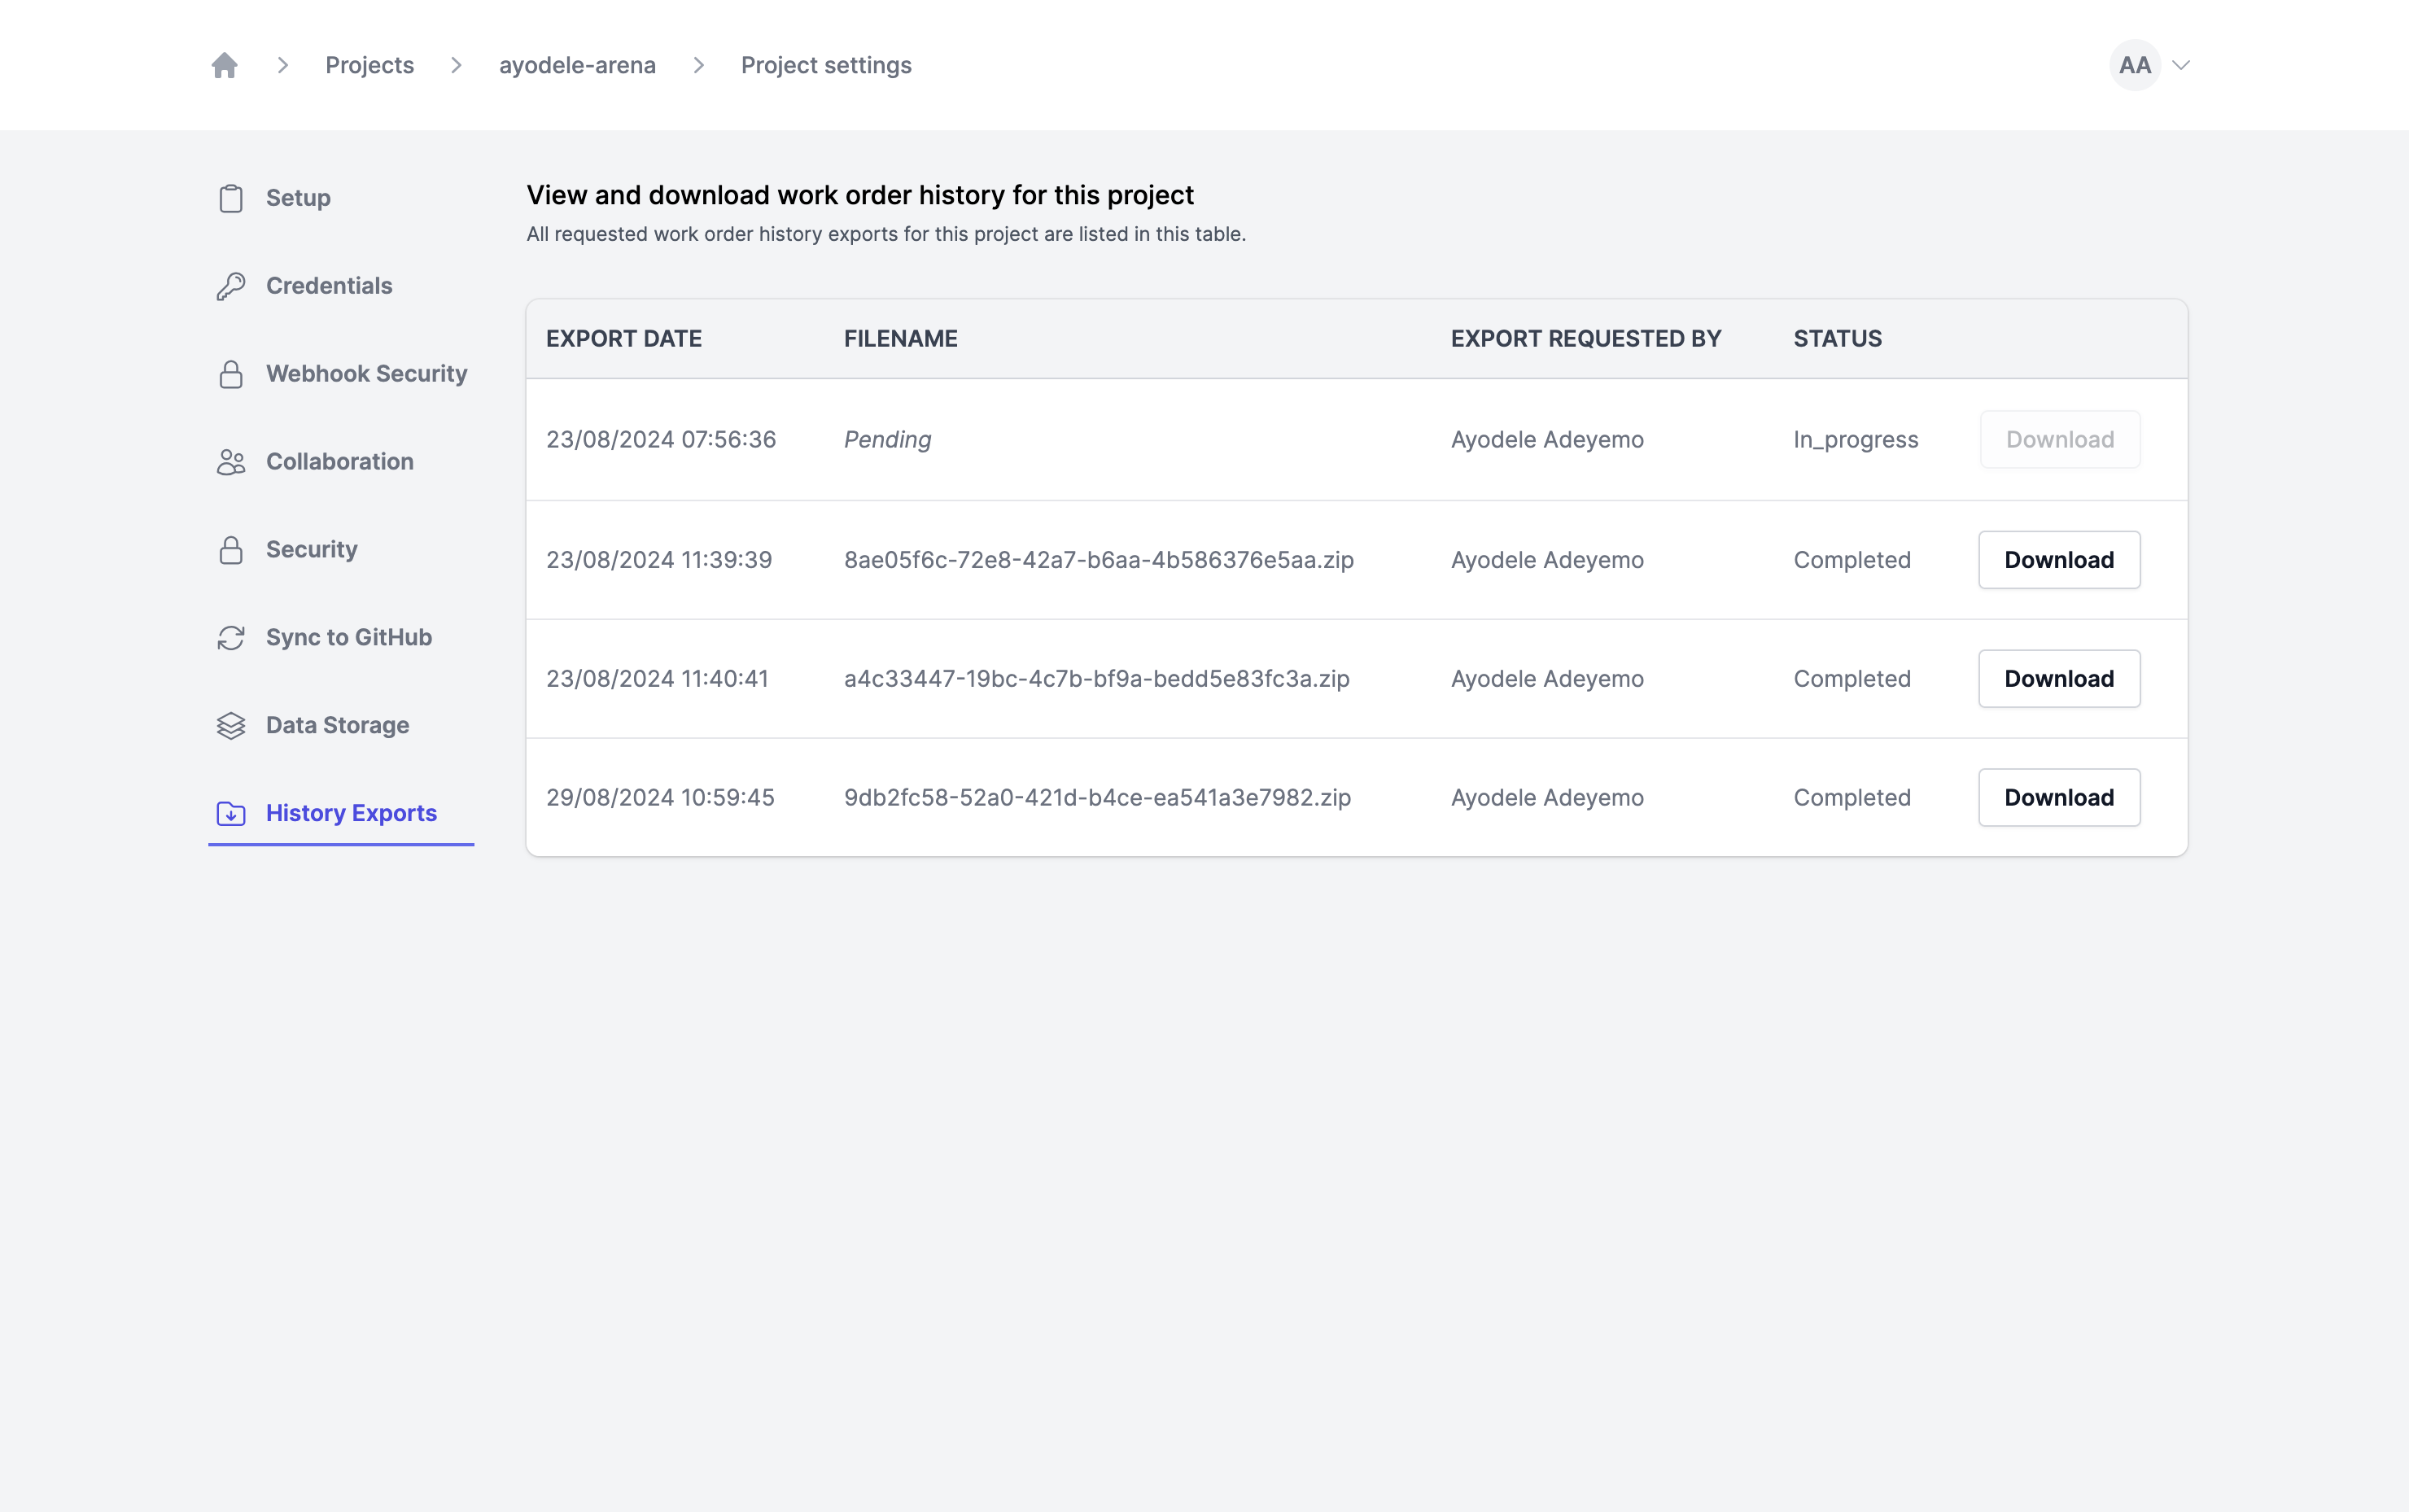 Projects ayodele-arena Project settings AA
Setup
Credentials
Webhook Security
Collaboration
Security
Sync to GitHub
Data Storage
History Exports
View and download work order history for this project
All requested work order history exports for this project are listed in this table.
EXPORT DATE FILENAME EXPORT REQUESTED BY STATUS
23/08/2024 07:56:36 Pending Ayodele Adeyemo In_progress Download
23/08/2024 11:39:39 8ae05f6c-72e8-42a7-b6aa-4b586376e5aa.zip Ayodele Adeyemo Completed Download
23/08/2024 11:40:41 a4c33447-19bc-4c7b-bf9a-bedd5e83fc3a.zip Ayodele Adeyemo Completed Download
29/08/2024 10:59:45 9db2fc58-52a0-421d-b4ce-ea541a3e7982.zip Ayodele Adeyemo Completed Download